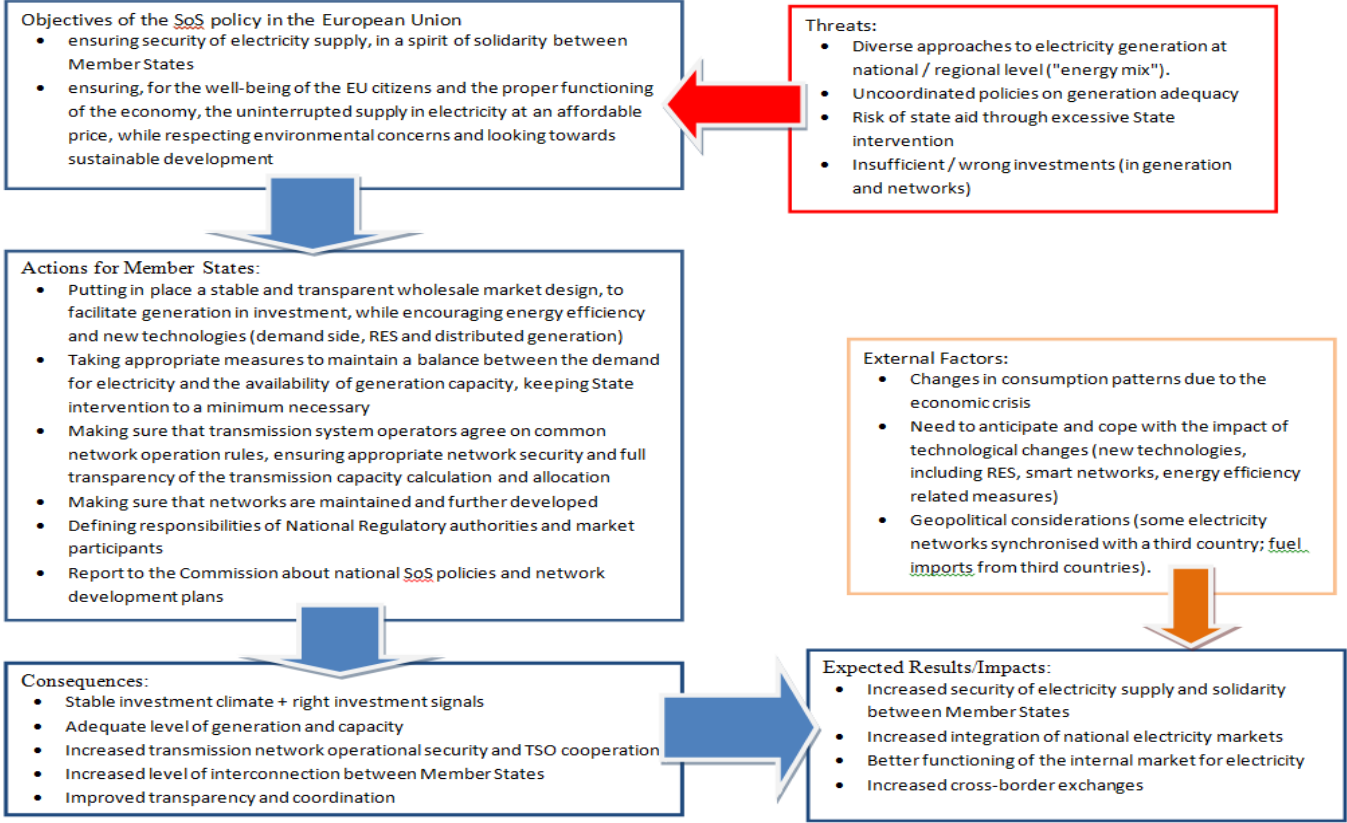 Objectives of the SoS policy in the European Union
• ensuring security of electricity supply, in a spirit of solidarity between
Member States
• ensuring, for the well-being of the EU citizens and the proper functioning
of the economy, the uninterrupted supply in electricity at an affordable
price, while respecting environmental concerns and looking towards
sustainable development
Threats:
• Diverse approaches to electricity generation at
national / regional level ("energy mix").
• Uncoordinated policies on generation adequacy
• Risk of state aid through excessive State
intervention
• Insufficient / wrong investments (in generation
and networks)
Actions for Member States:
• Putting in place a stable and transparent wholesale market design, to
facilitate generation in investment, while encouraging energy efficiency
and new technologies (demand side, RES and distributed generation)
• Taking appropriate measures to maintain a balance between the demand
for electricity and the availability of generation capacity, keeping State
intervention to a minimum necessary
• Making sure that transmission system operators agree on common
network operation rules, ensuring appropriate network security and full
transparency of the transmission capacity calculation and allocation
• Making sure that networks are maintained and further developed
• Defining responsibilities of National Regulatory authorities and market
participants
• Report to the Commission about national SoS policies and network
development plans
External Factors:
• Changes in consumption patterns due to the
economic crisis
• Need to anticipate and cope with the impact of
technological changes (new technologies,
including RES, smart networks, energy efficiency
related measures)
• Geopolitical considerations (some electricity
networks synchronised with a third country; fuel
imports from third countries).
Consequences:
• Stable investment climate + right investment signals
• Adequate level of generation and capacity
• Increased transmission network operational security and TSO cooperation
• Increased level of interconnection between Member States
• Improved transparency and coordination
Expected Results/Impacts:
• Increased security of electricity supply and solidarity
between Member States
• Increased integration of national electricity markets
• Better functioning of the internal market for electricity
• Increased cross-border exchanges